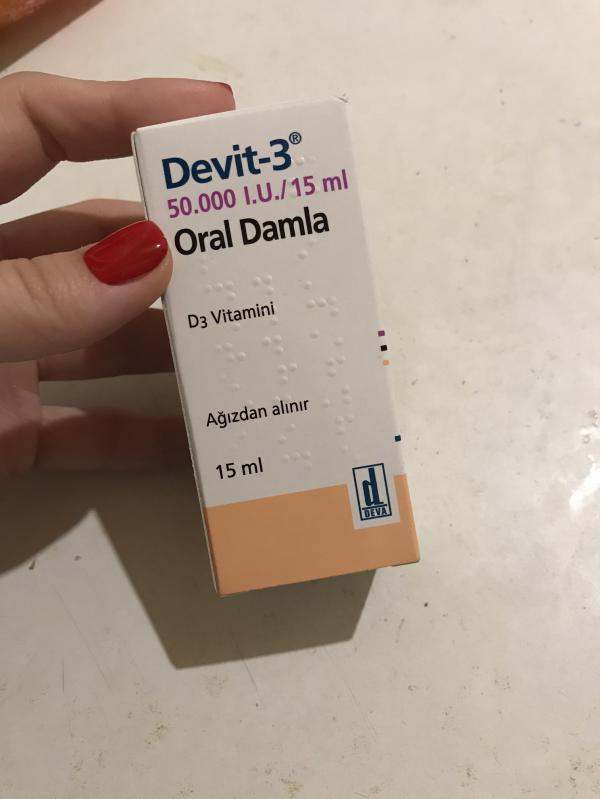 Devit-3®
50.000 I.U./15 ml
Oral Damla
D3 Vitamini
Ağızdan alınır
15 ml
d
DEVA